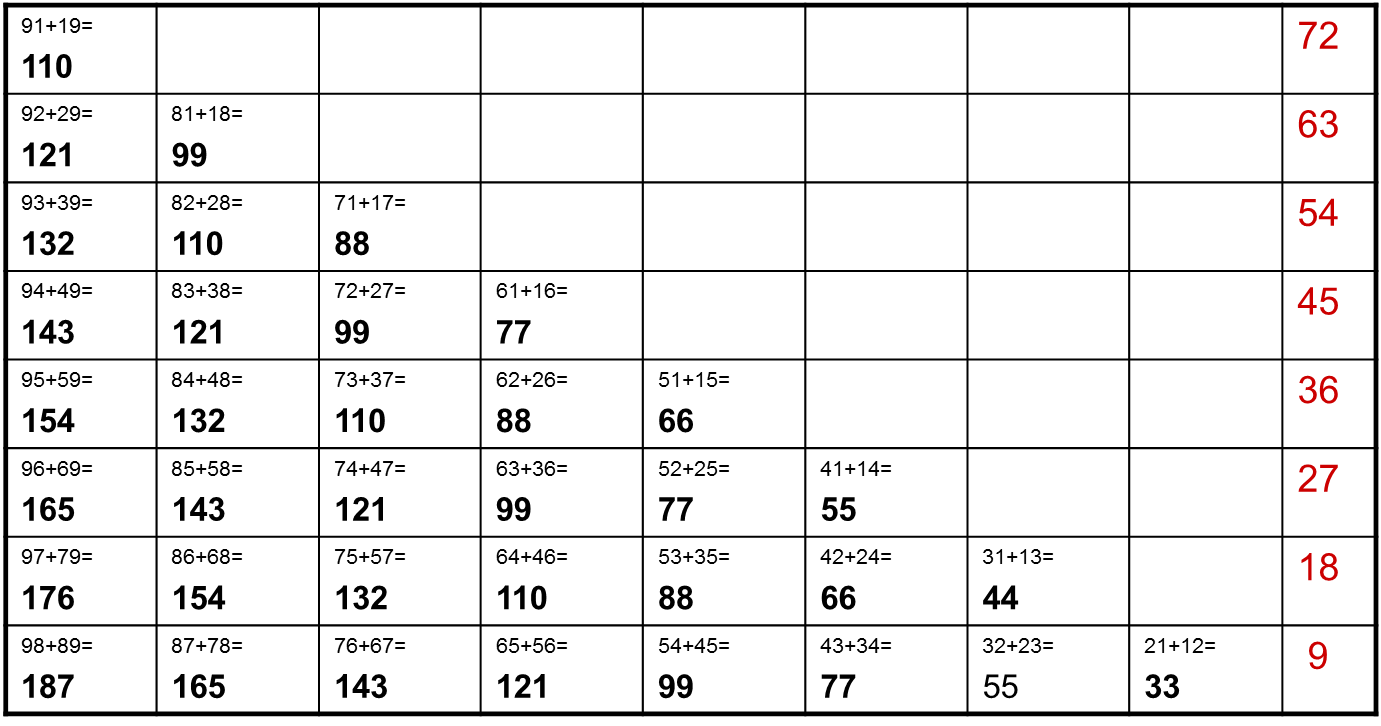 91+19= 72
110
92+29= 81+18= 63
121 99
93+39= 82+28= 71+17= 54
132 110 88
94+49= 83+38= 72+27= 61+16= 45
143 121 99 77
95+59= 84+48= 73+37= 62+26= 51+15= 36
154 132 110 88 66
96+69= 85+58= 74+47= 63+36= 52+25= 41+14= 27
165 143 121 99 77 55
97+79= 86+68= 75+57= 64+46= 53+35= 42+24= 31+13= 18
176 154 132 110 88 66 44
98+89= 87+78= 76+67= 65+56= 54+45= 43+34= 32+23= 21+12= 9
187 165 143 121 99 77 55 33